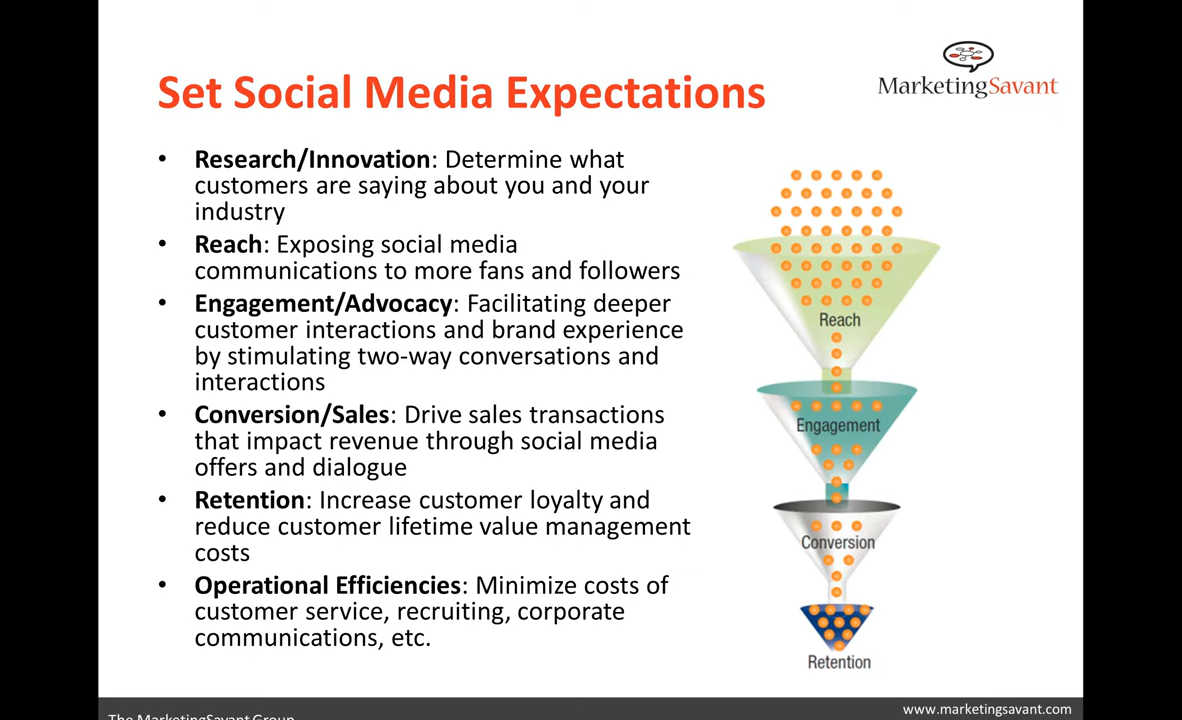 Set Social Media Expectations
MarketingSavant
• Research/Innovation: Determine what
customers are saying about you and your
industry
• Reach: Exposing social media
communications to more fans and followers
• Engagement/Advocacy: Facilitating deeper
customer interactions and brand experience
by stimulating two-way conversations and
interactions
• Conversion/Sales: Drive sales transactions
that impact revenue through social media
offers and dialogue
• Retention: Increase customer loyalty and
reduce customer lifetime value management
costs
• Operational Efficiencies: Minimize costs of
customer service, recruiting, corporate
communications, etc.
Reach
Engagement
Conversion
Retention
The MarketingSavant Group
www.marketingsavant.com